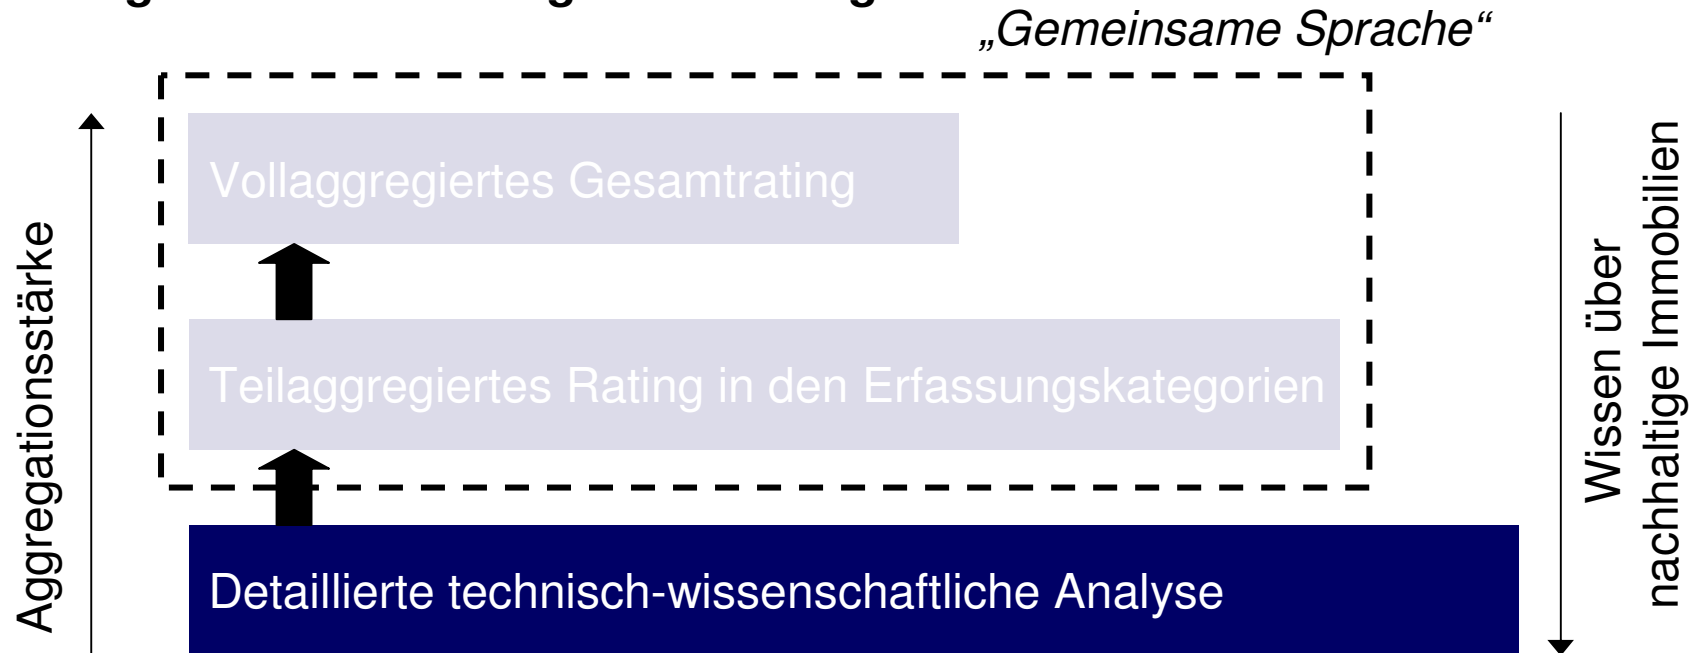 „Gemeinsame Sprache“
Vollaggregiertes Gesamtrating
Teilaggregiertes Rating in den Erfassungskategorien
Detaillierte technisch-wissenschaftliche Analyse
Aggregationsstärke
Wissen über
nachhaltige Immobilien